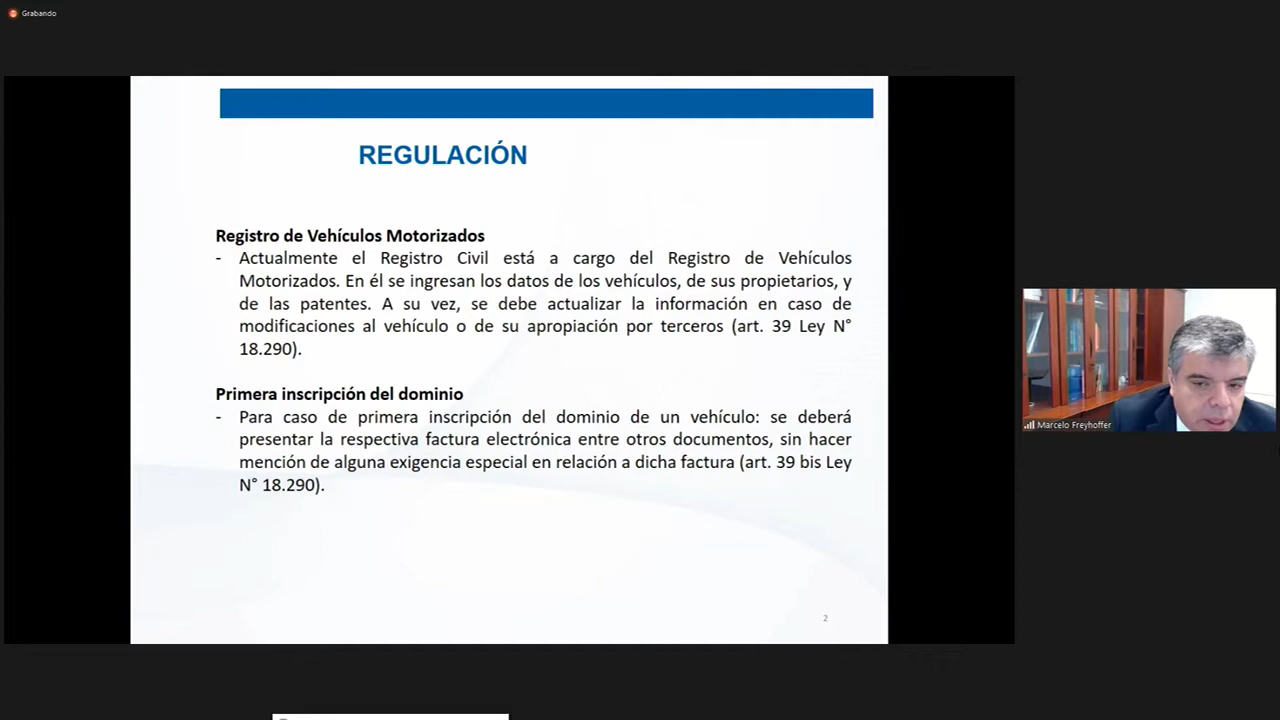 Grabando
REGULACIÓN
Registro de Vehículos Motorizados
- Actualmente el Registro Civil está a cargo del Registro de Vehículos
Motorizados. En él se ingresan los datos de los vehículos, de sus propietarios, y
de las patentes. A su vez, se debe actualizar la información en caso de
modificaciones al vehículo o de su apropiación por terceros (art. 39 Ley N°
18.290).
Primera inscripción del dominio
- Para caso de primera inscripción del dominio de un vehículo: se deberá
presentar la respectiva factura electrónica entre otros documentos, sin hacer
mención de alguna exigencia especial en relación a dicha factura (art. 39 bis Ley
N° 18.290).
2
Marcelo Freyhoffer